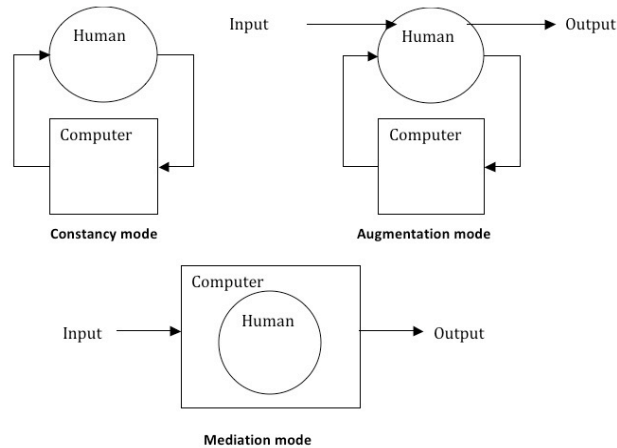 Human
Computer
Constancy mode
Input
Human
Output
Computer
Augmentation mode
Computer
Human
Input
Output
Mediation mode